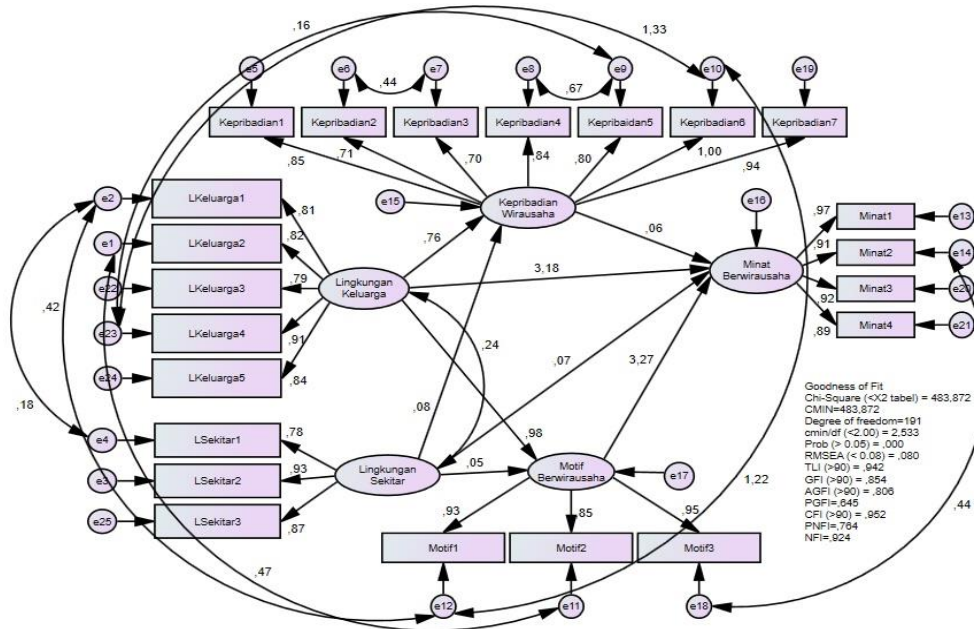 ,16
1,33
e5
e6
,44
e7
e8
,67
e9
e10
e19
Kepribadian1
Kepribadian2
Kepribadian3
Kepribadian4
Kepribaidan5
Kepribadian6
Kepribadian7
,85
,71
,70
,84
,80
1,00
,94
e2
LKeluarga1
e15
Kepribadian
Wirausaha
e16
,81
,76
,06
,97
Minat1
e13
e1
LKeluarga2
,82
,91
Minat2
e14
Lingkungan
Keluarga
3,18
Minat
Berwirausaha
e22
LKeluarga3
,79
,92
Minat3
e20
,42
e23
LKeluarga4
,91
,89
Minat4
e21
,24
,07
3,27
e24
LKeluarga5
,84
,18
,08
e4
LSekitar1
,78
,98
e3
LSekitar2
,93
Lingkungan
Sekitar
,05
Motif
Berwirausaha
e17
e25
LSekitar3
,87
1,22
,44
,93
,85
,95
,47
Motif1
Motif2
Motif3
e12
e11
e18
Goodness of Fit
Chi-Square (<X2 tabel) = 483,872
CMIN=483,872
Degree of freedom=191
cmin/df (<2.00) = 2,533
Prob (> 0.05) = ,000
RMSEA (< 0.08) = ,080
TLI (>90) = ,942
GFI (>90) = ,854
AGFI (>90) = ,806
PGFI=,645
CFI (>90) = ,952
PNFI=,764
NFI=,924